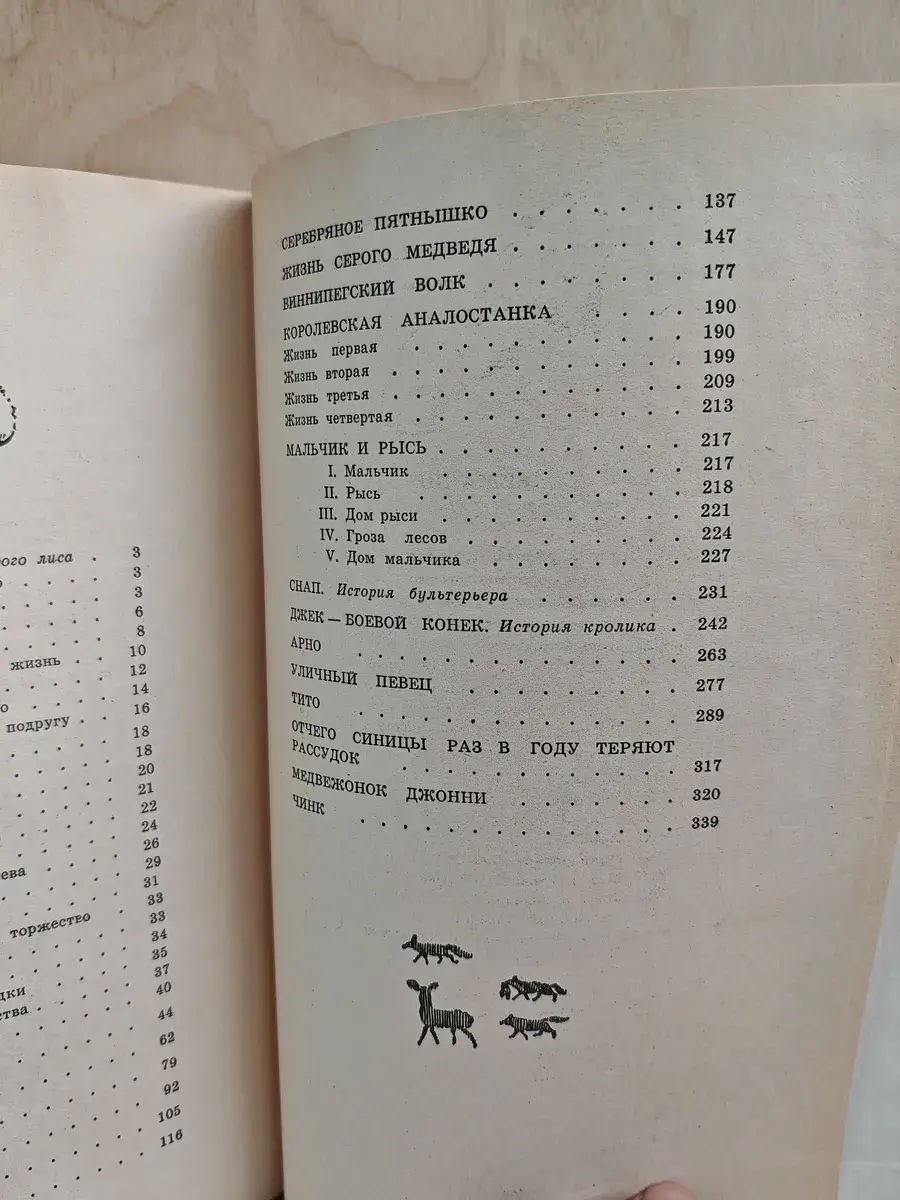 ого лиса . 3
. . . . 3
. . . . 3
. . . . 6
. . . . 8
жизнь . . 10
. . . . 12
. . . . 14
подругу . . 16
. . . . 18
. . . . 18
. . . . 20
. . . . 21
. . . . 22
. . . . 24
. . . . 26
ева . . . . 29
. . . . 31
. . . . 33
торжество . 33
. . . . 34
. . . . 35
. . . . 37
дки . . . . 40
ства . . . . 44
. . . . 62
. . . . 79
. . . . 92
. . . . 105
. . . . 116
СЕРЕБРЯНОЕ ПЯТНЫШКО . . . . . . . 137
ЖИЗНЬ СЕРОГО МЕДВЕДЯ . . . . . . . 147
ВИННИПЕГСКИЙ ВОЛК . . . . . . . . 177
КОРОЛЕВСКАЯ АНАЛОСТАНКА . . . . 190
Жизнь первая . . . . . . . . . . 190
Жизнь вторая . . . . . . . . . . . 199
Жизнь третья . . . . . . . . . . . 209
Жизнь четвертая . . . . . . . . . . 213
МАЛЬЧИК И РЫСЬ . . . . . . . . . 217
I. Мальчик . . . . . . . . . . 217
II. Рысь . . . . . . . . . . 218
III. Дом рыси . . . . . . . . . . 221
IV. Гроза лесов . . . . . . . . 224
V. Дом мальчика . . . . . . . . 227
СНАП. История бультерьера . . . . . . 231
ДЖЕК — БОЕВОЙ КОНЕК. История кролика . 242
АРНО . . . . . . . . . . . . 263
УЛИЧНЫЙ ПЕВЕЦ . . . . . . . . 277
ТИТО . . . . . . . . . . . . 289
ОТЧЕГО СИНИЦЫ РАЗ В ГОДУ ТЕРЯЮТ
РАССУДОК . . . . . . . . . . 317
МЕДВЕЖОНОК ДЖОННИ . . . . . . 320
ЧИНК . . . . . . . . . . . . 339